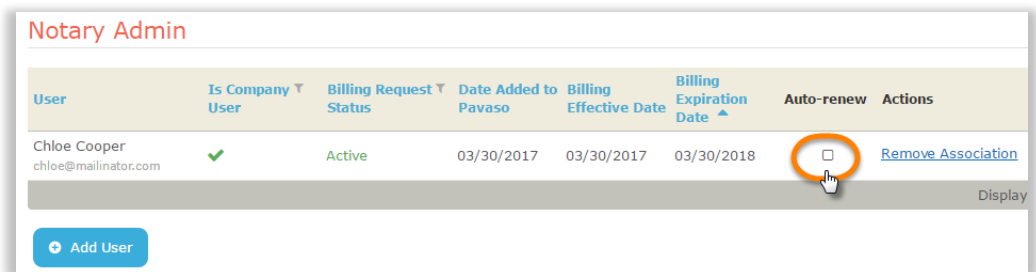 Notary Admin
User Is Company User Billing Request Status Date Added to Pavaso Billing Effective Date Billing Expiration Date Auto-renew Actions
Chloe Cooper Active 03/30/2017 03/30/2017 03/30/2018 Remove Association
chloe@mailinator.com
Display
Add User